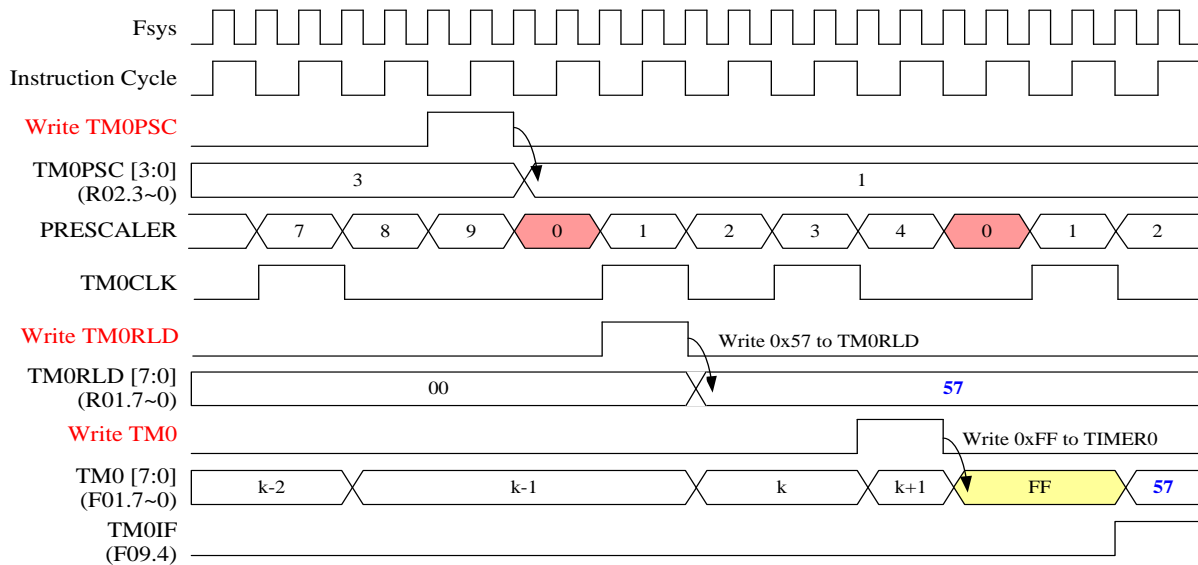 Fsys
Instruction Cycle
Write TM0PSC
TM0PSC [3:0]
(R02.3~0)
3
1
PRESCALER
7
8
9
0
1
2
3
4
0
1
2
TM0CLK
Write TM0RLD
Write 0x57 to TM0RLD
TM0RLD [7:0]
(R01.7~0)
00
57
Write TM0
Write 0xFF to TIMER0
TM0 [7:0]
(F01.7~0)
k-2
k-1
k
k+1
FF
57
TM0IF
(F09.4)